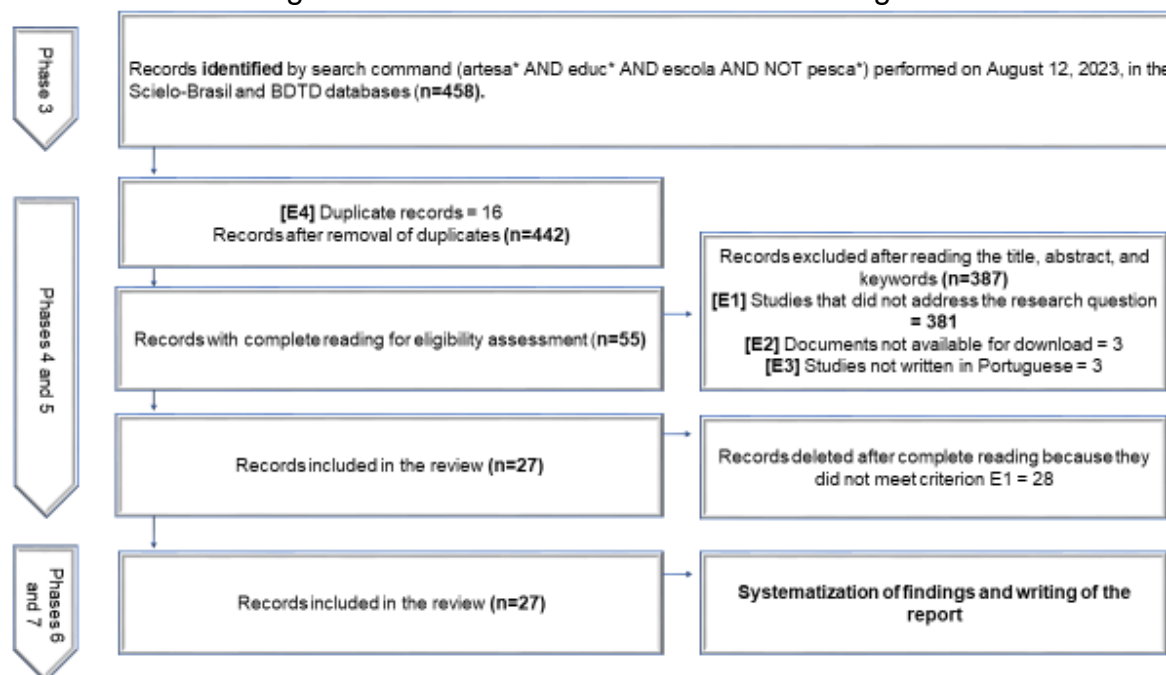 Phase 3
Records identified by search command (artesa* AND educ* AND escola AND NOT pesca*) performed on August 12, 2023, in the
Scielo-Brasil and BDTD databases (n=458).
Phases 4 and 5
[E4] Duplicate records = 16
Records after removal of duplicates (n=442)
Records excluded after reading the title, abstract, and
keywords (n=387)
[E1] Studies that did not address the research question
= 381
[E2] Documents not available for download = 3
[E3] Studies not written in Portuguese = 3
Records with complete reading for eligibility assessment (n=55)
Records included in the review (n=27)
Records deleted after complete reading because they
did not meet criterion E1 = 28
Phases 6
and 7
Records included in the review (n=27)
Systematization of findings and writing of the
report